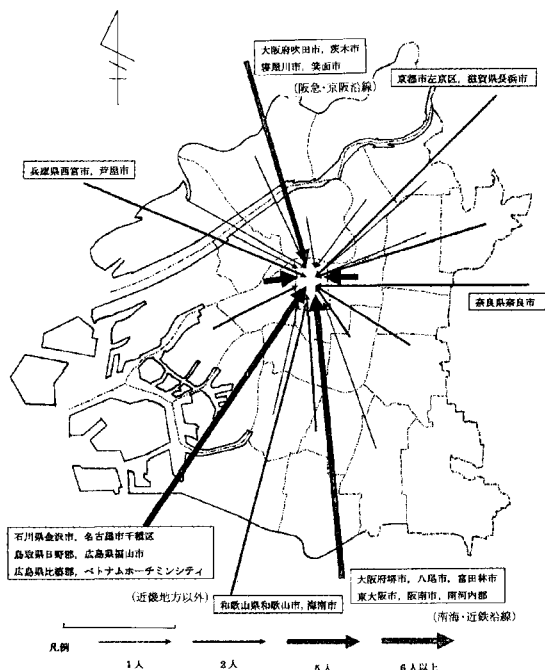 大阪府吹田市，茨木市
寝屋川市，箕面市
(阪急・京阪沿線)
京都市左京区，滋賀県長浜市
兵庫県西宮市，芦屋市
奈良県奈良市
石川県金沢市，名古屋市千種区
鳥取県日野郡，広島県福山市
広島県比婆郡，ベトナムホーチミンシティ
(近畿地方以外)
和歌山県和歌山市，海南市
大阪府堺市，八尾市，富田林市
東大阪市，阪南市，南河内郡
(南海・近鉄沿線)
凡例
1人
2人
5人
6人以上